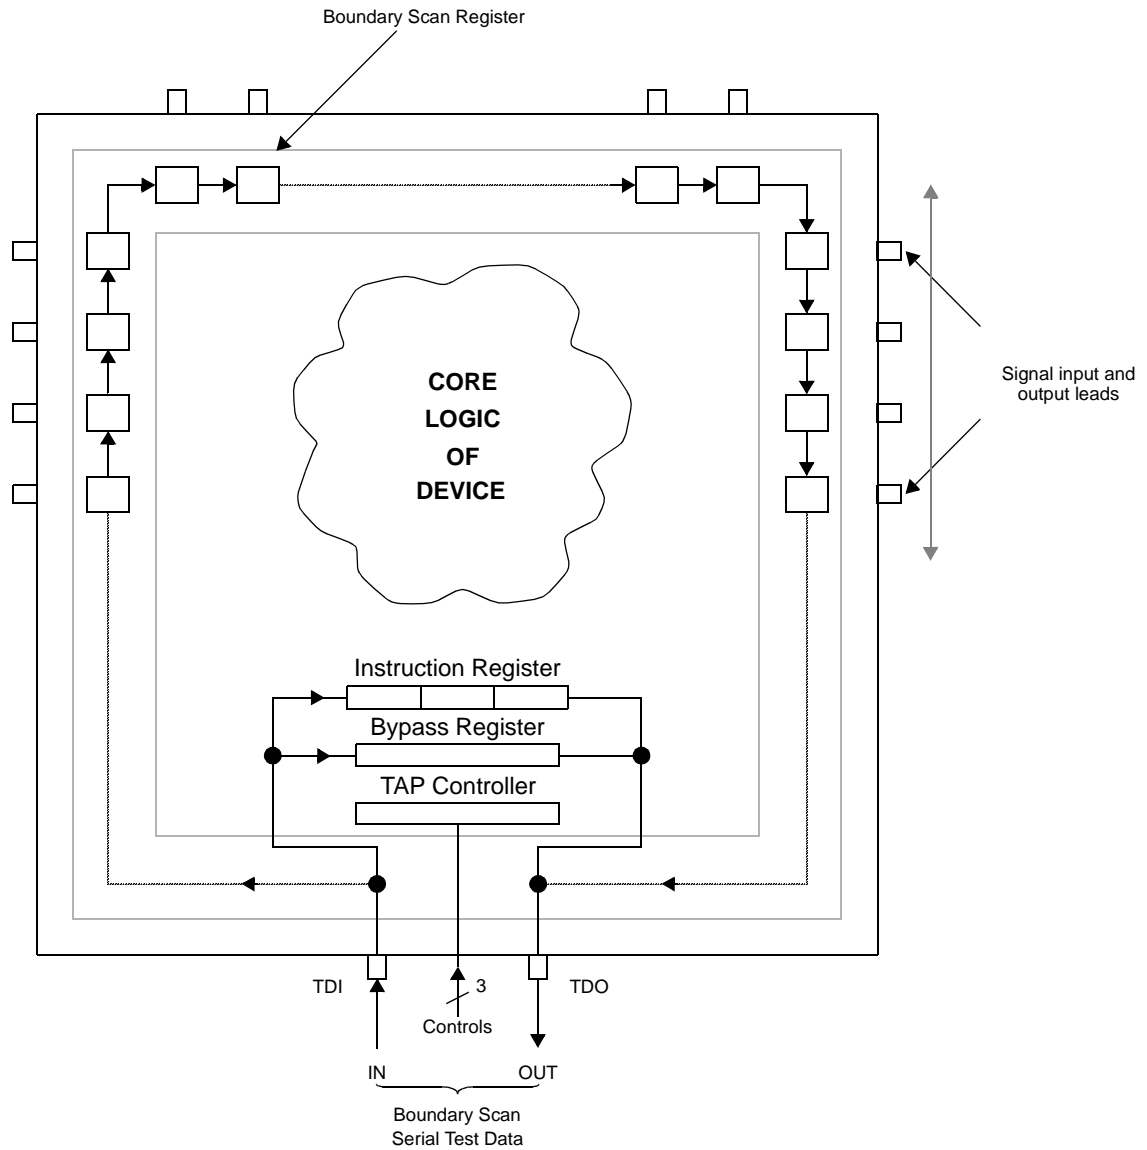 Boundary Scan Register
CORE
LOGIC
OF
DEVICE
Signal input and
output leads
Instruction Register
Bypass Register
TAP Controller
TDI
3
TDO
Controls
IN
OUT
Boundary Scan
Serial Test Data